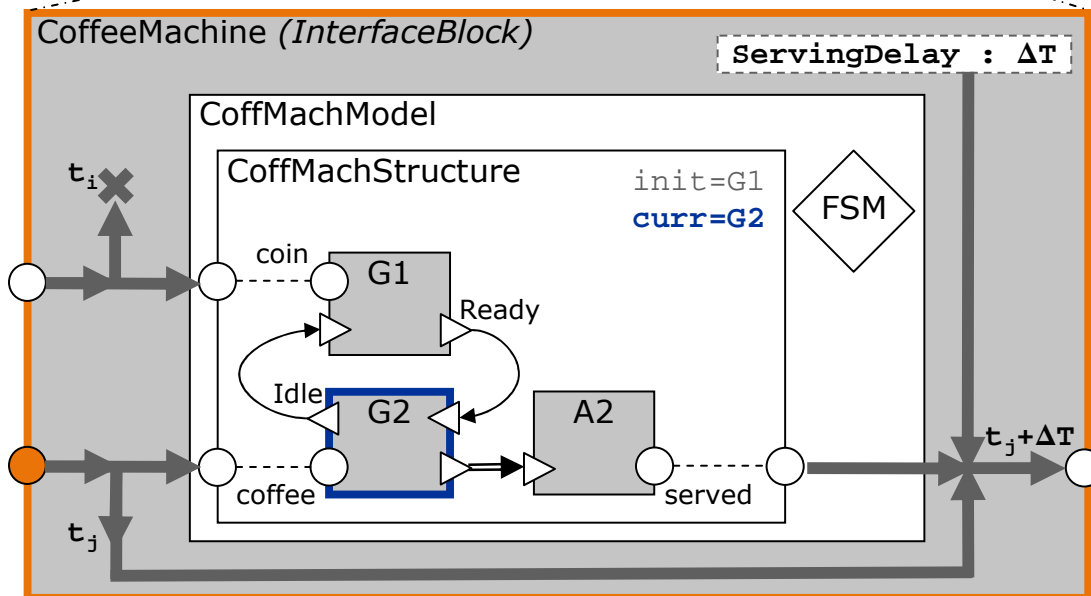 CoffeeMachine (InterfaceBlock)
ServingDelay : ΔT
CoffMachModel
CoffMachStructure
init=G1
curr=G2
FSM
tᵢ
coin
G1
Ready
Idle
G2
A2
coffee
served
tⱼ+ΔT
tⱼ